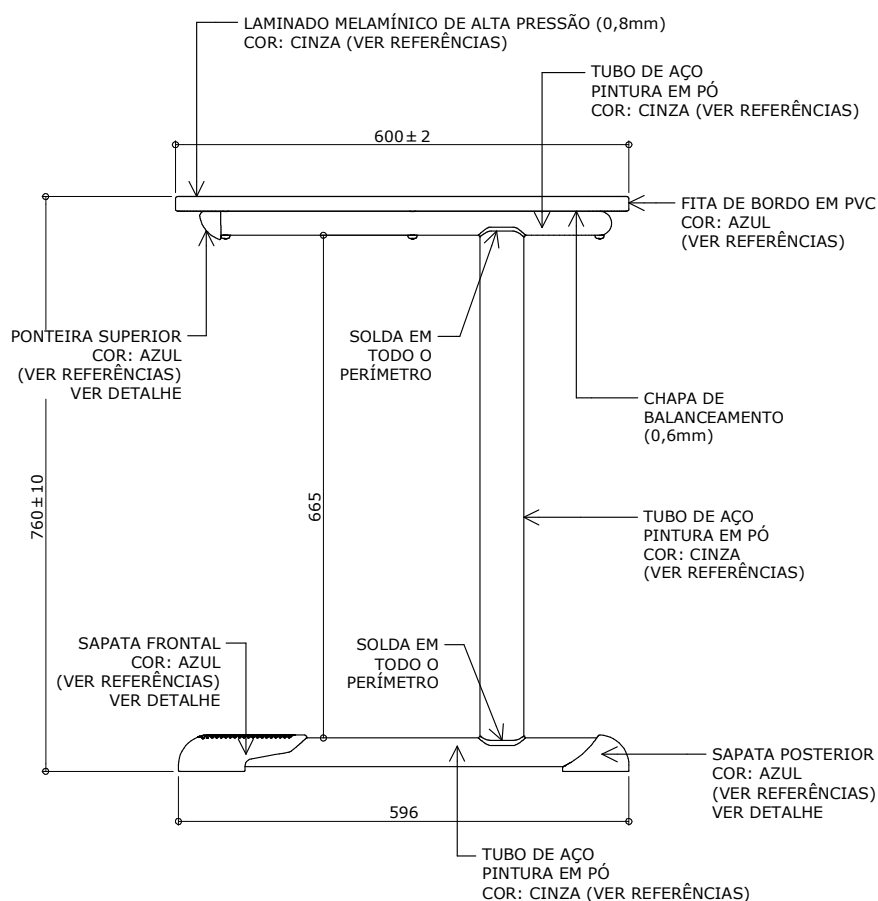 LAMINADO MELAMÍNICO DE ALTA PRESSÃO (0,8mm)
COR: CINZA (VER REFERÊNCIAS)
TUBO DE AÇO
PINTURA EM PÓ
COR: CINZA (VER REFERÊNCIAS)
600±2
FITA DE BORDO EM PVC
COR: AZUL
(VER REFERÊNCIAS)
PONTEIRA SUPERIOR
COR: AZUL
(VER REFERÊNCIAS)
VER DETALHE
SOLDA EM
TODO O
PERÍMETRO
CHAPA DE
BALANCEAMENTO
(0,6mm)
760±10
665
TUBO DE AÇO
PINTURA EM PÓ
COR: CINZA
(VER REFERÊNCIAS)
SAPATA FRONTAL
COR: AZUL
(VER REFERÊNCIAS)
VER DETALHE
SOLDA EM
TODO O
PERÍMETRO
SAPATA POSTERIOR
COR: AZUL
(VER REFERÊNCIAS)
VER DETALHE
596
TUBO DE AÇO
PINTURA EM PÓ
COR: CINZA (VER REFERÊNCIAS)